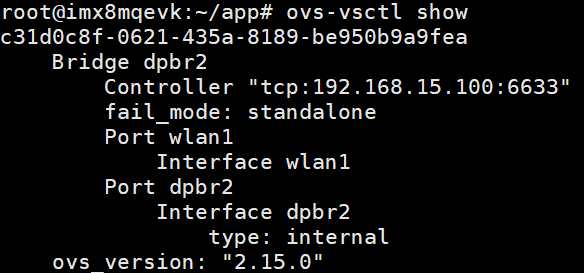 root@imx8mqevk:~/app# ovs-vsctl show
c31d0c8f-0621-435a-8189-be950b9a9fea
    Bridge dpbr2
        Controller "tcp:192.168.15.100:6633"
        fail_mode: standalone
        Port wlan1
            Interface wlan1
        Port dpbr2
            Interface dpbr2
                type: internal
    ovs_version: "2.15.0"